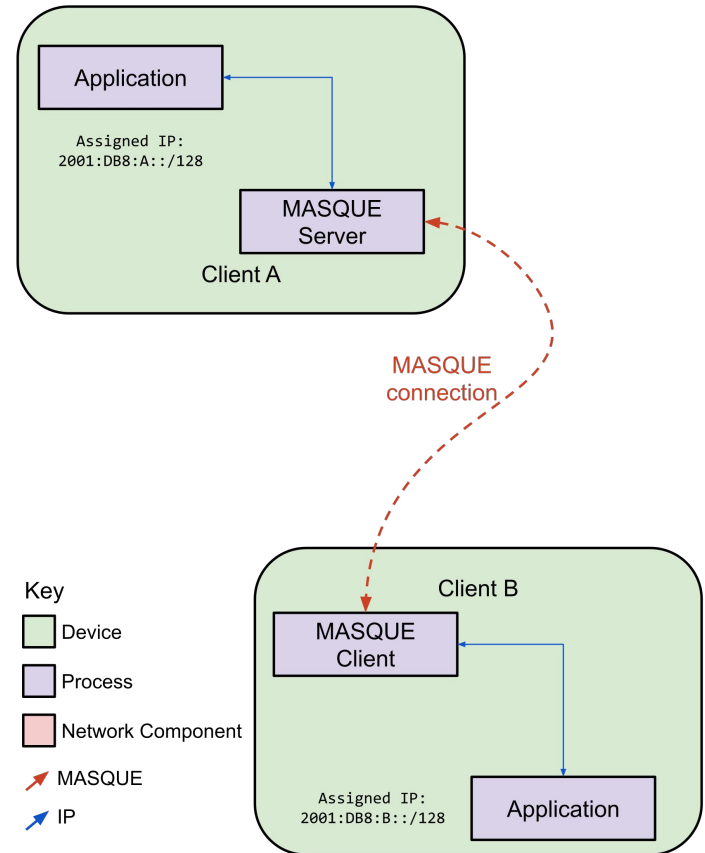 Application
Assigned IP:
2001:DB8:A::/128
MASQUE
Server
Client A
MASQUE
connection
Client B
MASQUE
Client
Assigned IP:
2001:DB8:B::/128
Application
Key
Device
Process
Network Component
MASQUE
IP